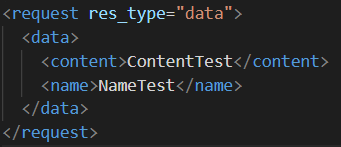 <request res_type="data">
<data>
<content>ContentTest</content>
<name>NameTest</name>
</data>
</request>